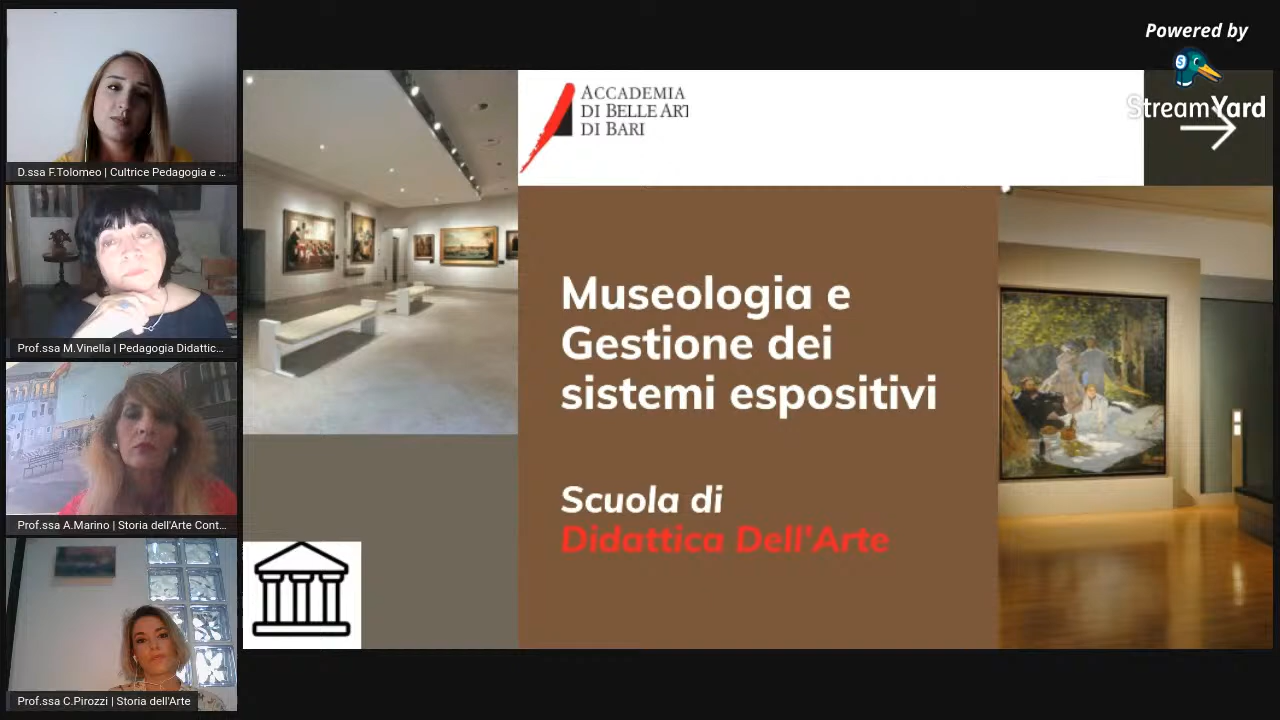 D.ssa F.Tolomeo | Cultrice Pedagogia e ...
Prof.ssa M.Vinella | Pedagogia Didattic...
Prof.ssa A.Marino | Storia dell'Arte Cont...
Prof.ssa C.Pirozzi | Storia dell'Arte
ACCADEMIA
DI BELLE ART
DI BARI
Museologia e
Gestione dei
sistemi espositivi
Scuola di
Didattica Dell'Arte
Powered by
S
StreamYard